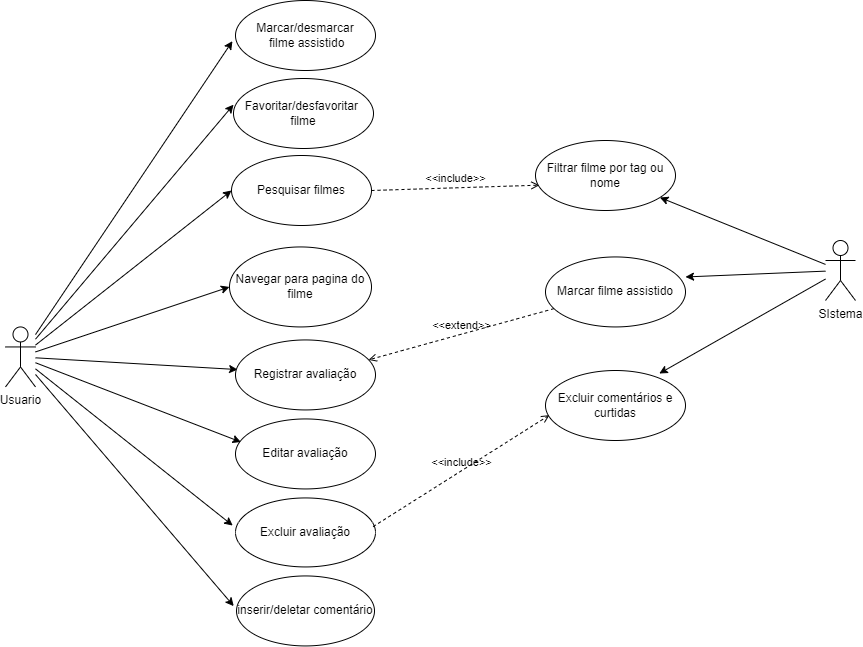 Marcar/desmarcar
filme assistido
Favoritar/desfavoritar
filme
Pesquisar filmes
<<include>>
Filtrar filme por tag ou
nome
Navegar para pagina do
filme
Marcar filme assistido
SIstema
<<extend>>
Registrar avaliação
Usuario
Excluir comentários e
curtidas
Editar avaliação
<<include>>
Excluir avaliação
inserir/deletar comentário